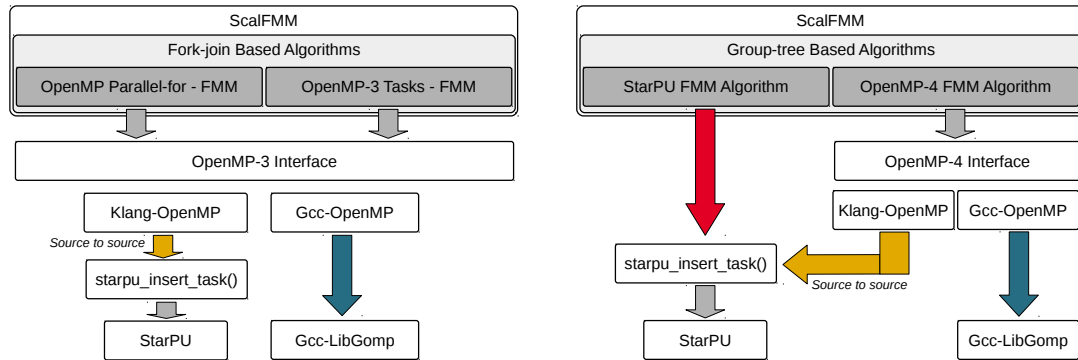 ScalFMM
Fork-join Based Algorithms
OpenMP Parallel-for - FMM
OpenMP-3 Tasks - FMM
OpenMP-3 Interface
Klang-OpenMP
Gcc-OpenMP
Source to source
starpu_insert_task()
StarPU
Gcc-LibGomp
ScalFMM
Group-tree Based Algorithms
StarPU FMM Algorithm
OpenMP-4 FMM Algorithm
OpenMP-4 Interface
Klang-OpenMP
Gcc-OpenMP
starpu_insert_task()
Source to source
StarPU
Gcc-LibGomp